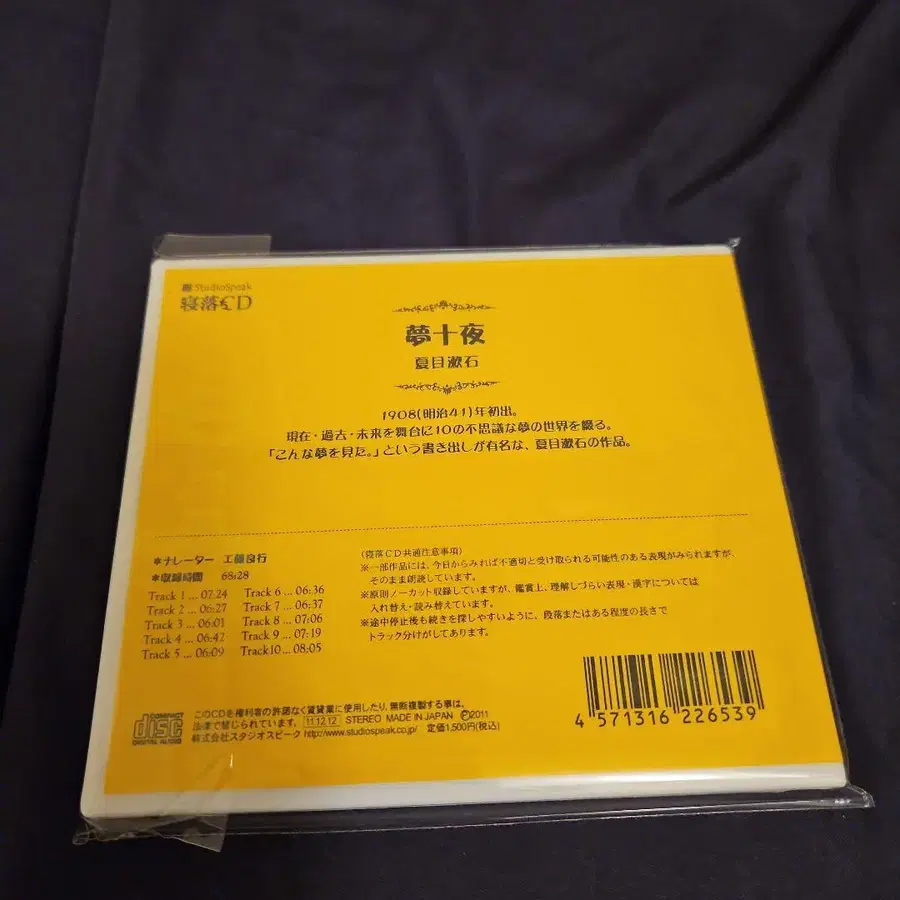 StudioSpeak
寝落ちCD
夢十夜
夏目漱石
1908(明治41)年初出。
現在・過去・未来を舞台に10の不思議な夢の世界を綴る。
「こんな夢を見た。」という書き出しが有名な、夏目漱石の作品。
*ナレーター 工藤良行
*収録時間 68:28
Track 1 ... 07:24
Track 2 ... 06:27
Track 3 ... 06:01
Track 4 ... 06:42
Track 5 ... 06:09
Track 6 ... 06:36
Track 7 ... 06:37
Track 8 ... 07:06
Track 9 ... 07:19
Track10 ... 08:05
(寝落CD共通注意事項)
※一部作品には、今日からみれば不適切と受け取られる可能性のある表現がみられますが、
そのまま朗読しています。
※原則ノーカット収録していますが、鑑賞上、理解しづらい表現・漢字については
入れ替え・読み替えています。
※途中停止後も続きを探しやすいように、段落またはある程度の長さで
トラック分けがしてあります。
COMPACT
disc
DIGITAL AUDIO
このCDを権利者の許諾なく賃貸業に使用したり、無断複製する事は、
法律で禁じられています。 11.12.12 STEREO MADE IN JAPAN Ⓟ2011
株式会社スタジオスピーク http://www.studiospeak.co.jp/ 定価1,500円(税込)
4 571316 226539